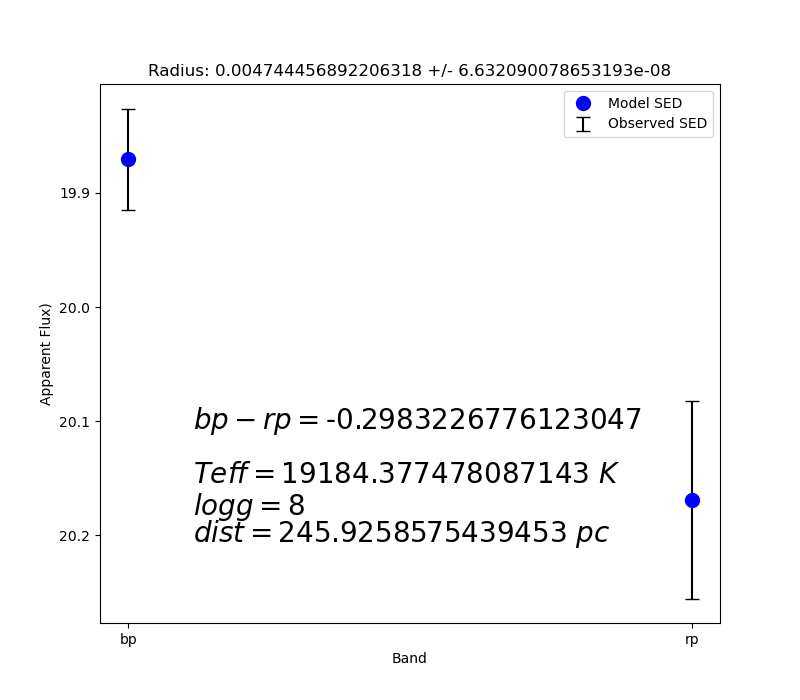 Radius: 0.004744456892206318 +/- 6.632090078653193e-08
Model SED
Observed SED
19.9
20.0
20.1
20.2
Apparent Flux)
bp − rp = -0.2983226776123047
Teff = 19184.377478087143 K
logg = 8
dist = 245.9258575439453 pc
bp
rp
Band